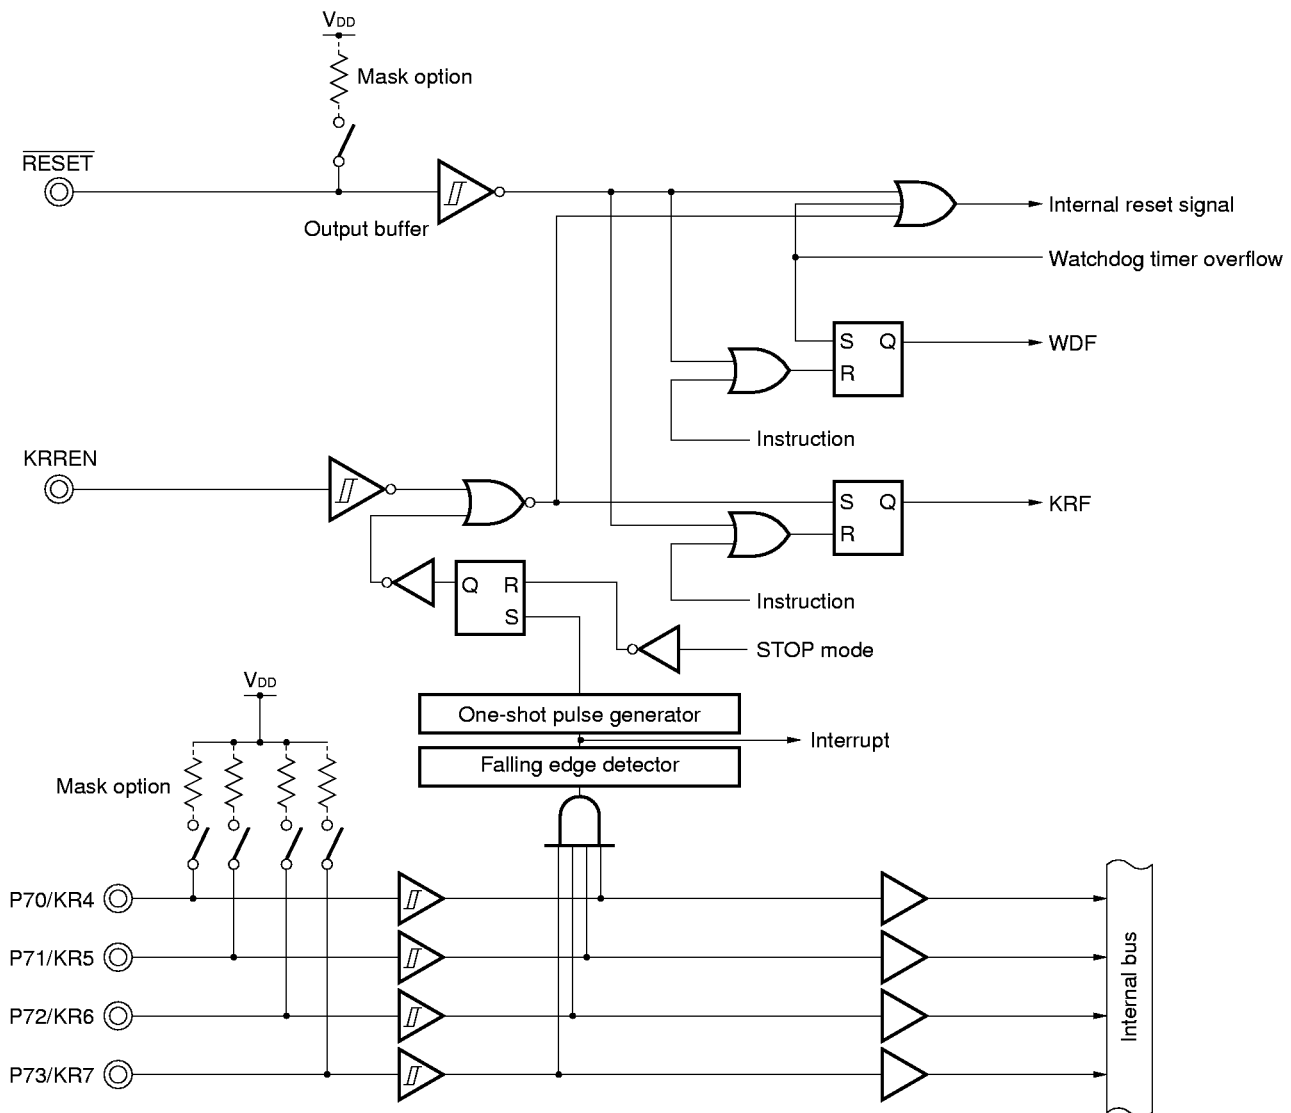 VDD
Mask option
RESET
Output buffer
Internal reset signal
Watchdog timer overflow
S Q
R
WDF
Instruction
KRREN
S Q
R
KRF
Instruction
Q R
S
STOP mode
VDD
One-shot pulse generator
Interrupt
Falling edge detector
Mask option
P70/KR4
P71/KR5
P72/KR6
P73/KR7
Internal bus